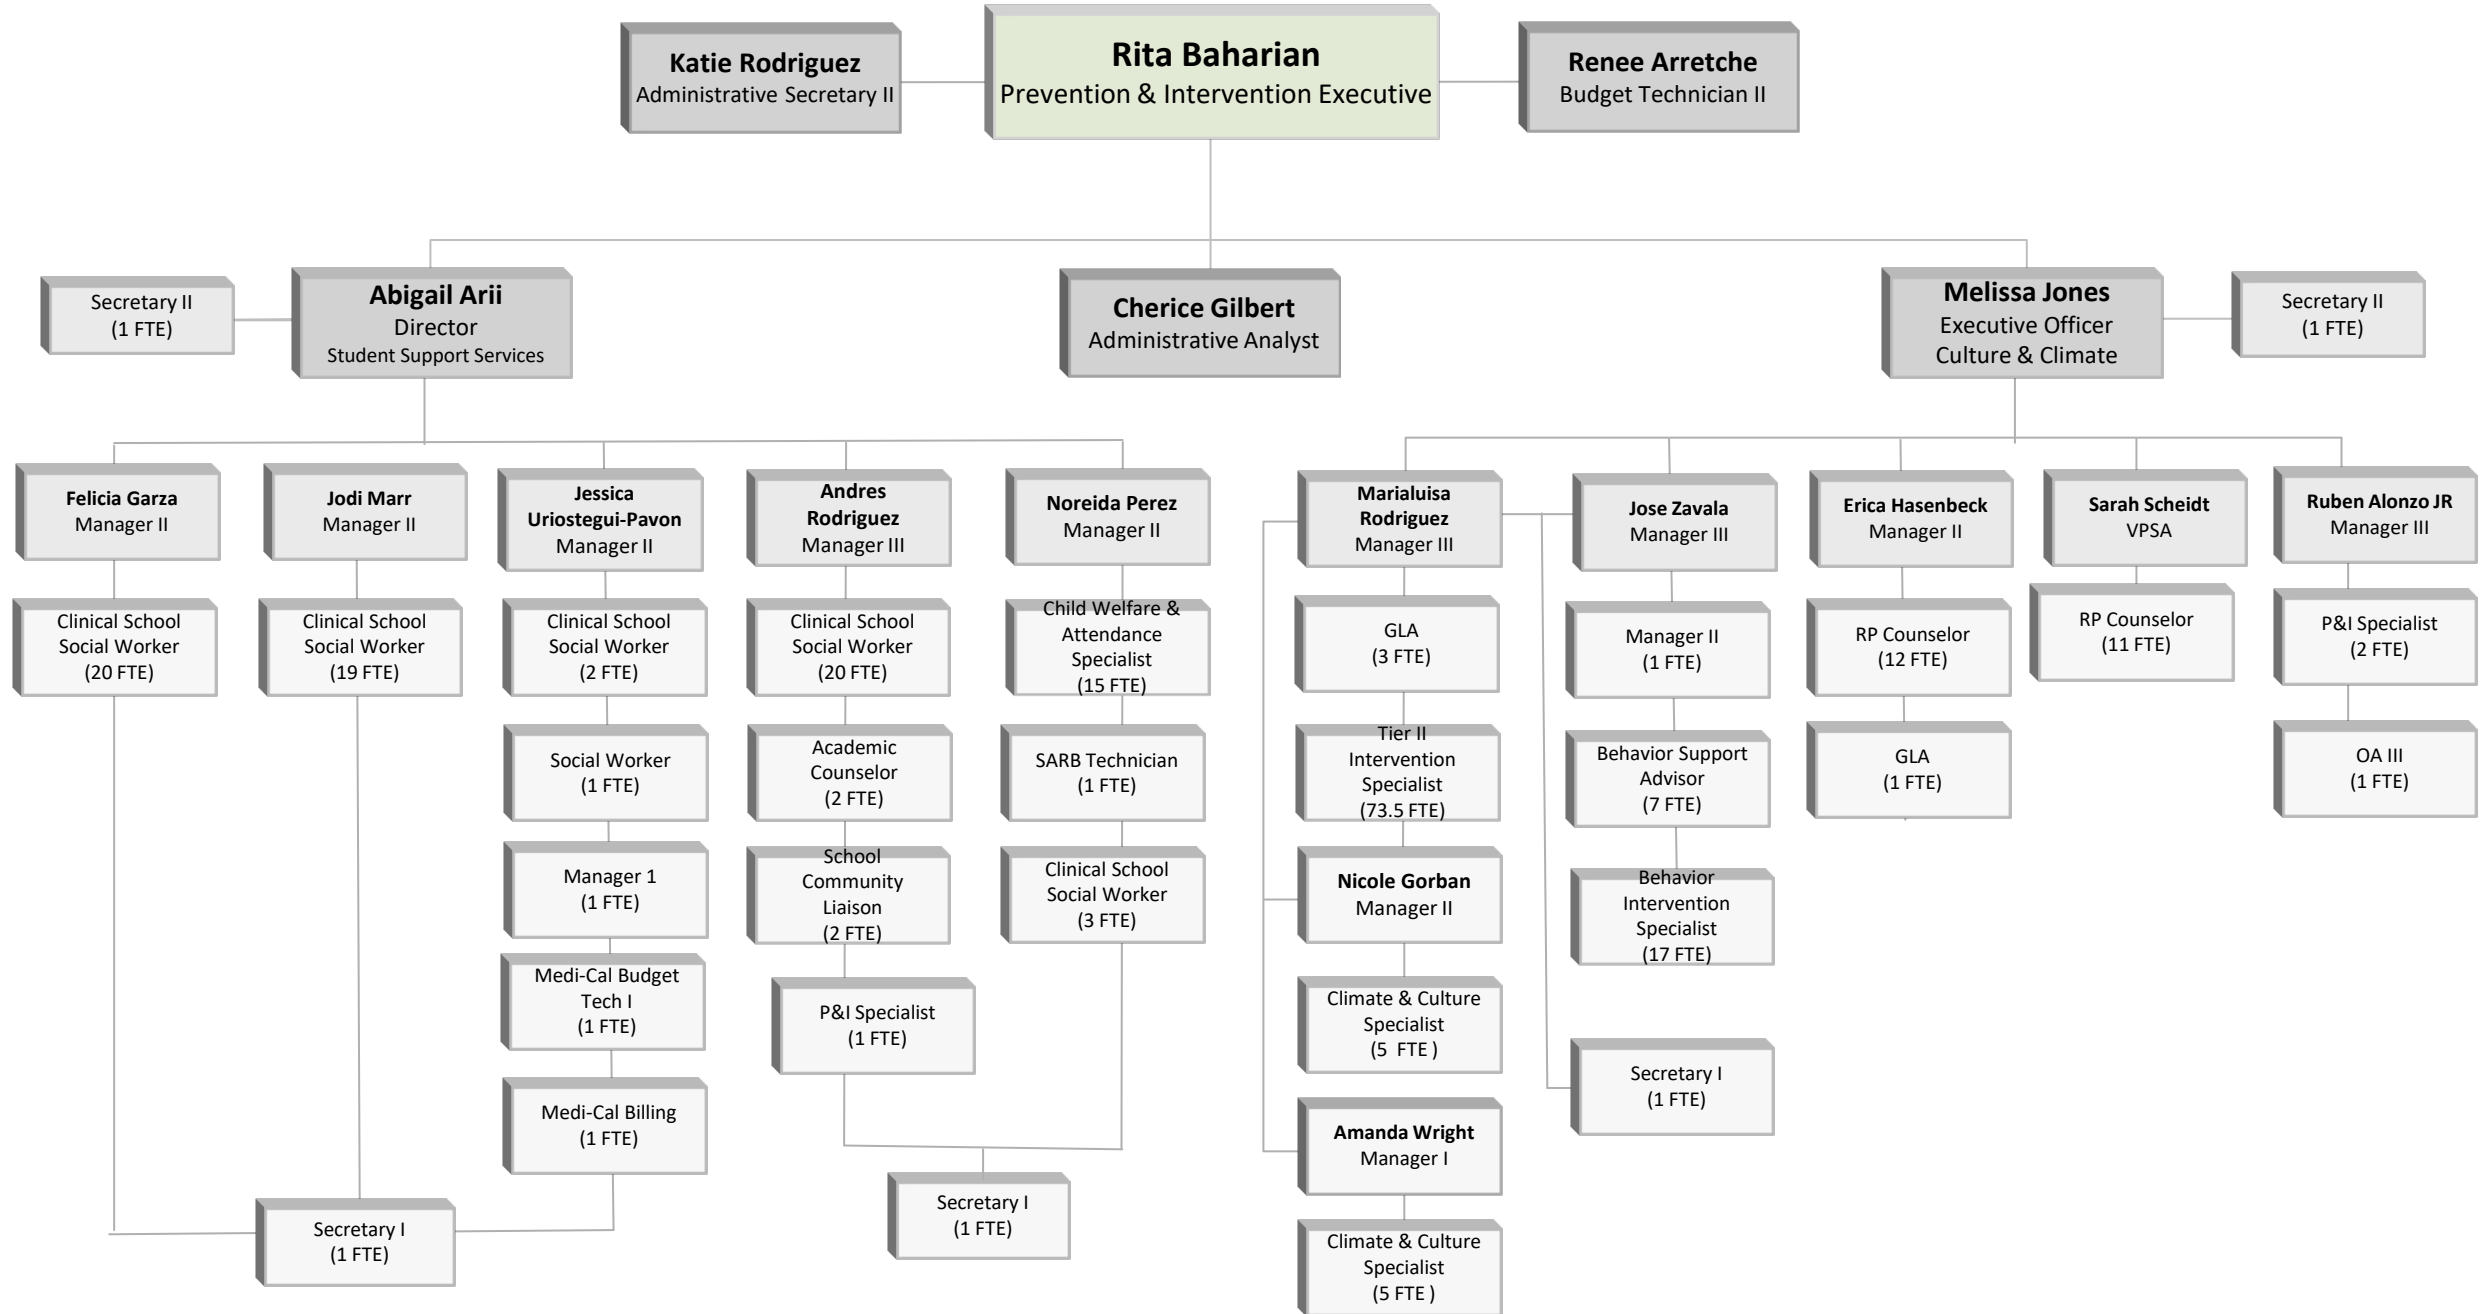 Katie Rodriguez
Administrative Secretary II
Rita Baharian
Prevention & Intervention Executive
Renee Arretche
Budget Technician II
Secretary II
(1 FTE)
Abigail Arii
Director
Student Support Services
Cherice Gilbert
Administrative Analyst
Melissa Jones
Executive Officer
Culture & Climate
Secretary II
(1 FTE)
Felicia Garza
Manager II
Jodi Marr
Manager II
Jessica
Uriostegui-Pavon
Manager II
Andres
Rodriguez
Manager III
Noreida Perez
Manager II
Marialuisa
Rodriguez
Manager III
Jose Zavala
Manager III
Erica Hasenbeck
Manager II
Sarah Scheidt
VPSA
Ruben Alonzo JR
Manager III
Clinical School
Social Worker
(20 FTE)
Clinical School
Social Worker
(19 FTE)
Clinical School
Social Worker
(2 FTE)
Clinical School
Social Worker
(20 FTE)
Child Welfare &
Attendance
Specialist
(15 FTE)
GLA
(3 FTE)
Manager II
(1 FTE)
RP Counselor
(12 FTE)
RP Counselor
(11 FTE)
P&I Specialist
(2 FTE)
Social Worker
(1 FTE)
Academic
Counselor
(2 FTE)
SARB Technician
(1 FTE)
Tier II
Intervention
Specialist
(73.5 FTE)
Behavior Support
Advisor
(7 FTE)
GLA
(1 FTE)
OA III
(1 FTE)
Manager 1
(1 FTE)
School
Community
Liaison
(2 FTE)
Clinical School
Social Worker
(3 FTE)
Nicole Gorban
Manager II
Behavior
Intervention
Specialist
(17 FTE)
Medi-Cal Budget
Tech I
(1 FTE)
P&I Specialist
(1 FTE)
Climate & Culture
Specialist
(5 FTE )
Secretary I
(1 FTE)
Medi-Cal Billing
(1 FTE)
Amanda Wright
Manager I
Secretary I
(1 FTE)
Secretary I
(1 FTE)
Climate & Culture
Specialist
(5 FTE )